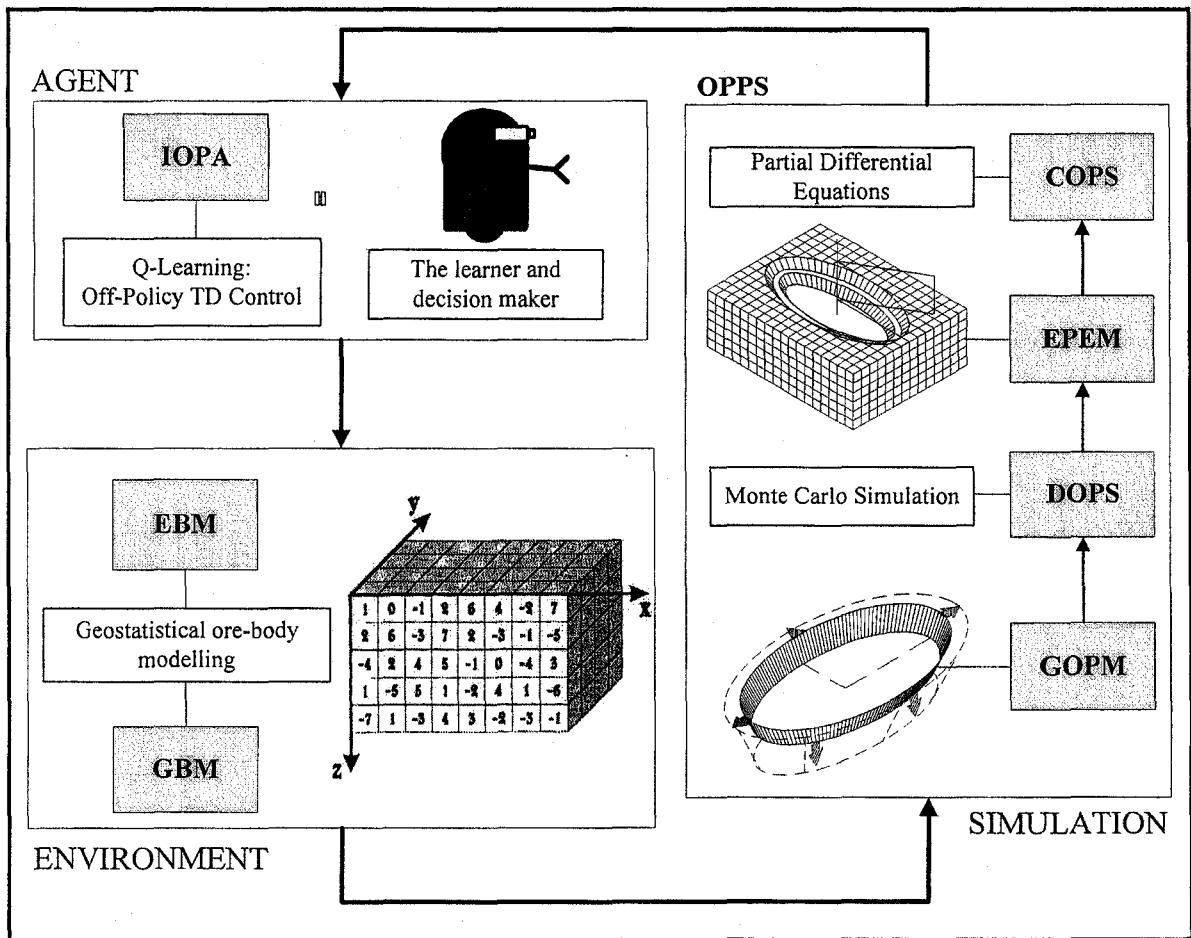 AGENT
IOPA
Q-Learning:
Off-Policy TD Control
The learner and
decision maker
EBM
Geostatistical ore-body
modelling
GBM
y
x
z
1 0 -1 2 6 4 -2 7
2 6 -3 7 2 -3 -1 -5
-4 2 4 5 -1 0 -4 3
1 -5 5 1 -2 4 1 -6
-7 1 -3 4 3 -2 -3 -1
ENVIRONMENT
OPPS
Partial Differential
Equations
COPS
EPEM
Monte Carlo Simulation
DOPS
GOPM
SIMULATION